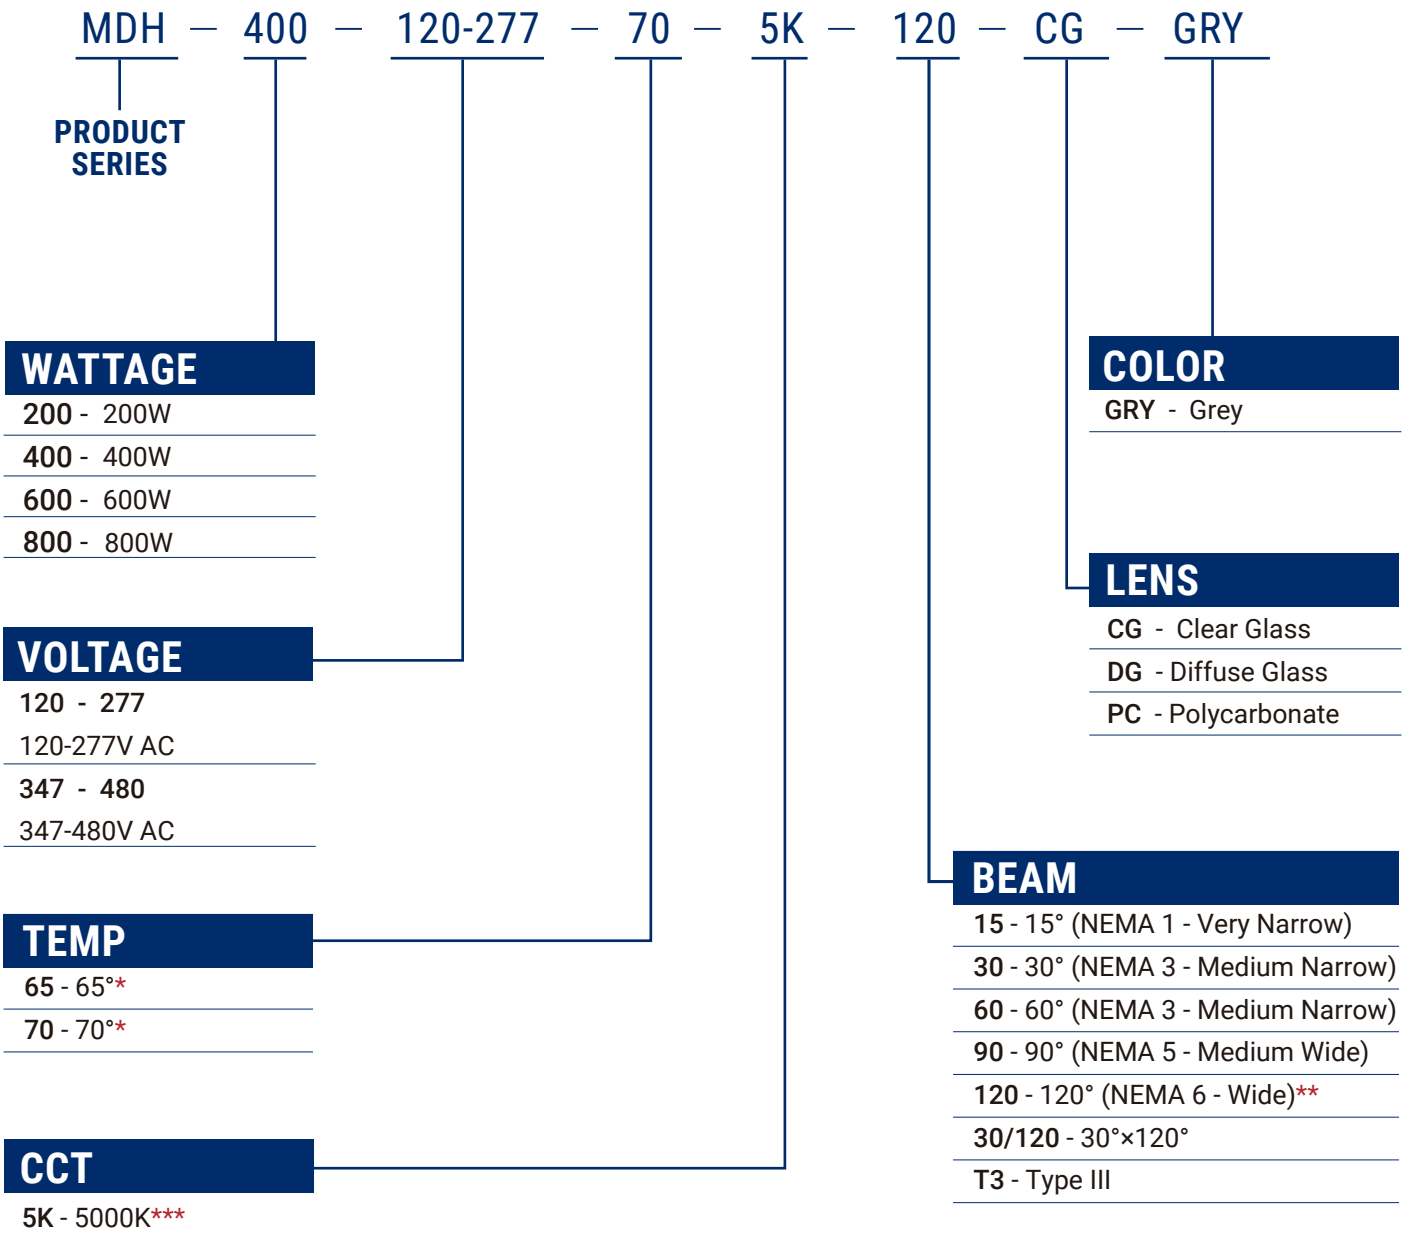 MDH — 400 — 120-277 — 70 — 5K — 120 — CG — GRY
PRODUCT
SERIES
WATTAGE
200 - 200W
400 - 400W
600 - 600W
800 - 800W
VOLTAGE
120 - 277
120-277V AC
347 - 480
347-480V AC
TEMP
65 - 65°*
70 - 70°*
CCT
5K - 5000K***
COLOR
GRY - Grey
LENS
CG - Clear Glass
DG - Diffuse Glass
PC - Polycarbonate
BEAM
15 - 15° (NEMA 1 - Very Narrow)
30 - 30° (NEMA 3 - Medium Narrow)
60 - 60° (NEMA 3 - Medium Narrow)
90 - 90° (NEMA 5 - Medium Wide)
120 - 120° (NEMA 6 - Wide)**
30/120 - 30°×120°
T3 - Type III